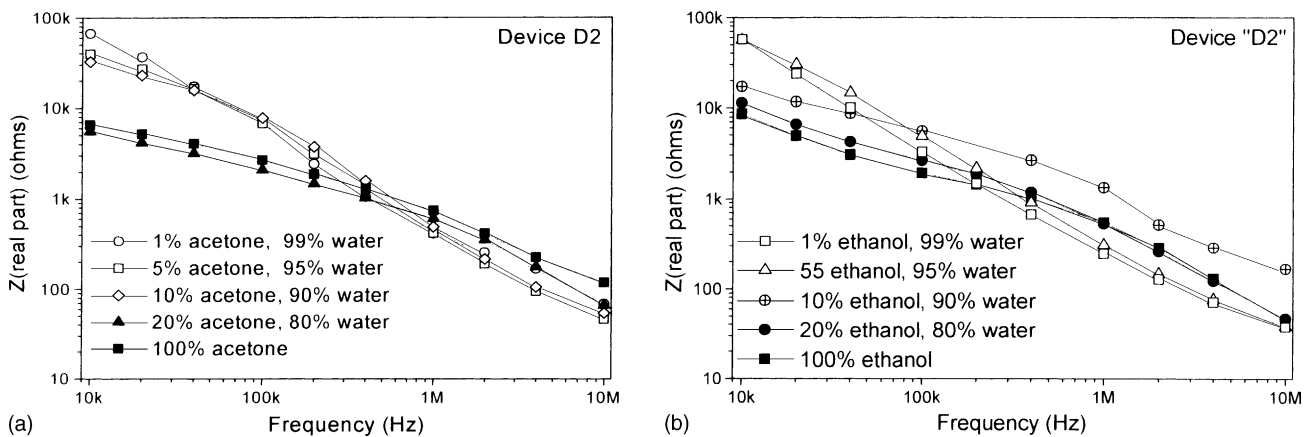 Device D2
Z(real part) (ohms)
100k
10k
1k
100
10
1% acetone, 99% water
5% acetone, 95% water
10% acetone, 90% water
20% acetone, 80% water
100% acetone
10k 100k 1M 10M
Frequency (Hz)
(a)
Device "D2"
Z(real part) (ohms)
100k
10k
1k
100
10
1% ethanol, 99% water
55 ethanol, 95% water
10% ethanol, 90% water
20% ethanol, 80% water
100% ethanol
10k 100k 1M 10M
Frequency (Hz)
(b)